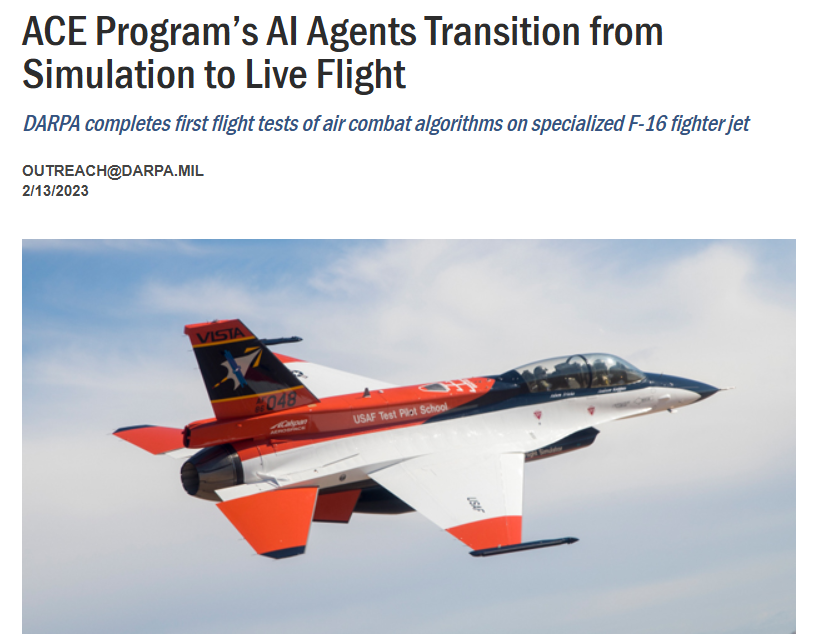 ACE Program’s AI Agents Transition from
Simulation to Live Flight
DARPA completes first flight tests of air combat algorithms on specialized F-16 fighter jet
OUTREACH@DARPA.MIL
2/13/2023
VISTA
048
Calspan
AEROSPACE
USAF Test Pilot School
USAF